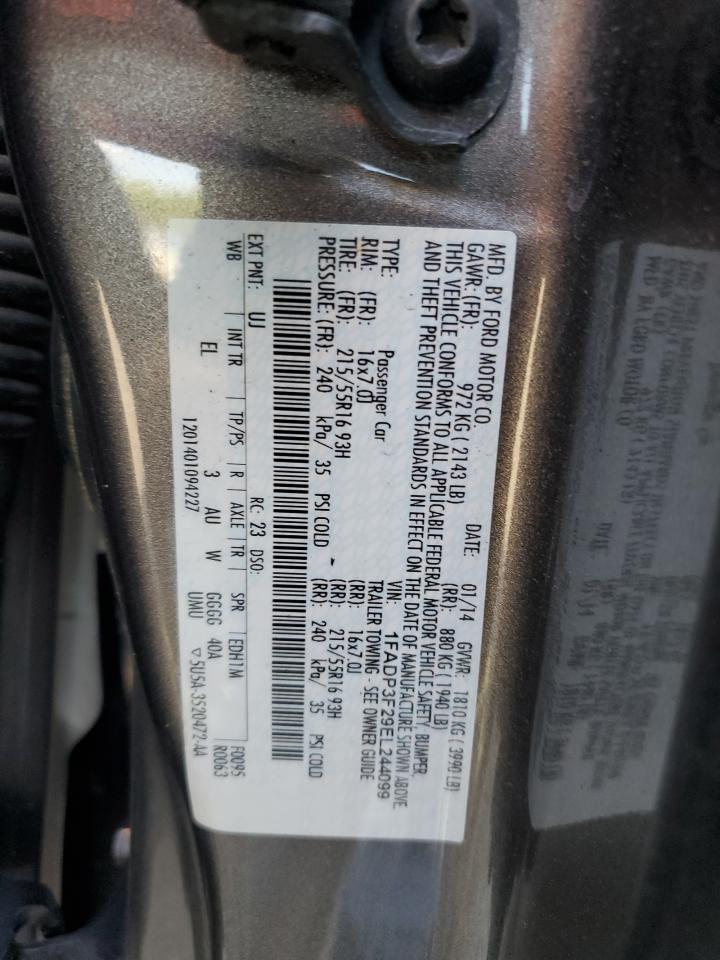 MFD. BY FORD MOTOR CO.
DATE: 01/14 GVWR: 1810 KG ( 3990 LB)
GAWR: (FR): 972 KG ( 2143 LB) (RR): 880 KG ( 1940 LB)
THIS VEHICLE CONFORMS TO ALL APPLICABLE FEDERAL MOTOR VEHICLE SAFETY, BUMPER,
AND THEFT PREVENTION STANDARDS IN EFFECT ON THE DATE OF MANUFACTURE SHOWN ABOVE.
VIN: 1FADP3F29EL244099
TYPE: Passenger Car TRAILER TOWING - SEE OWNER GUIDE
RIM: (FR): 16x7.0J (RR): 16x7.0J
TIRE: (FR): 215/55R16 93H (RR): 215/55R16 93H
PRESSURE: (FR): 240 kPa/ 35 PSI COLD (RR): 240 kPa/ 35 PSI COLD
EXT PNT: UJ RC: 23 DSO:
WB INT TR TP/PS R AXLE TR SPR EDH1M F0095
EL 3 AU W GGGG 40A R0063
1201401094227 UMU ▽5U5A-3520472-AA